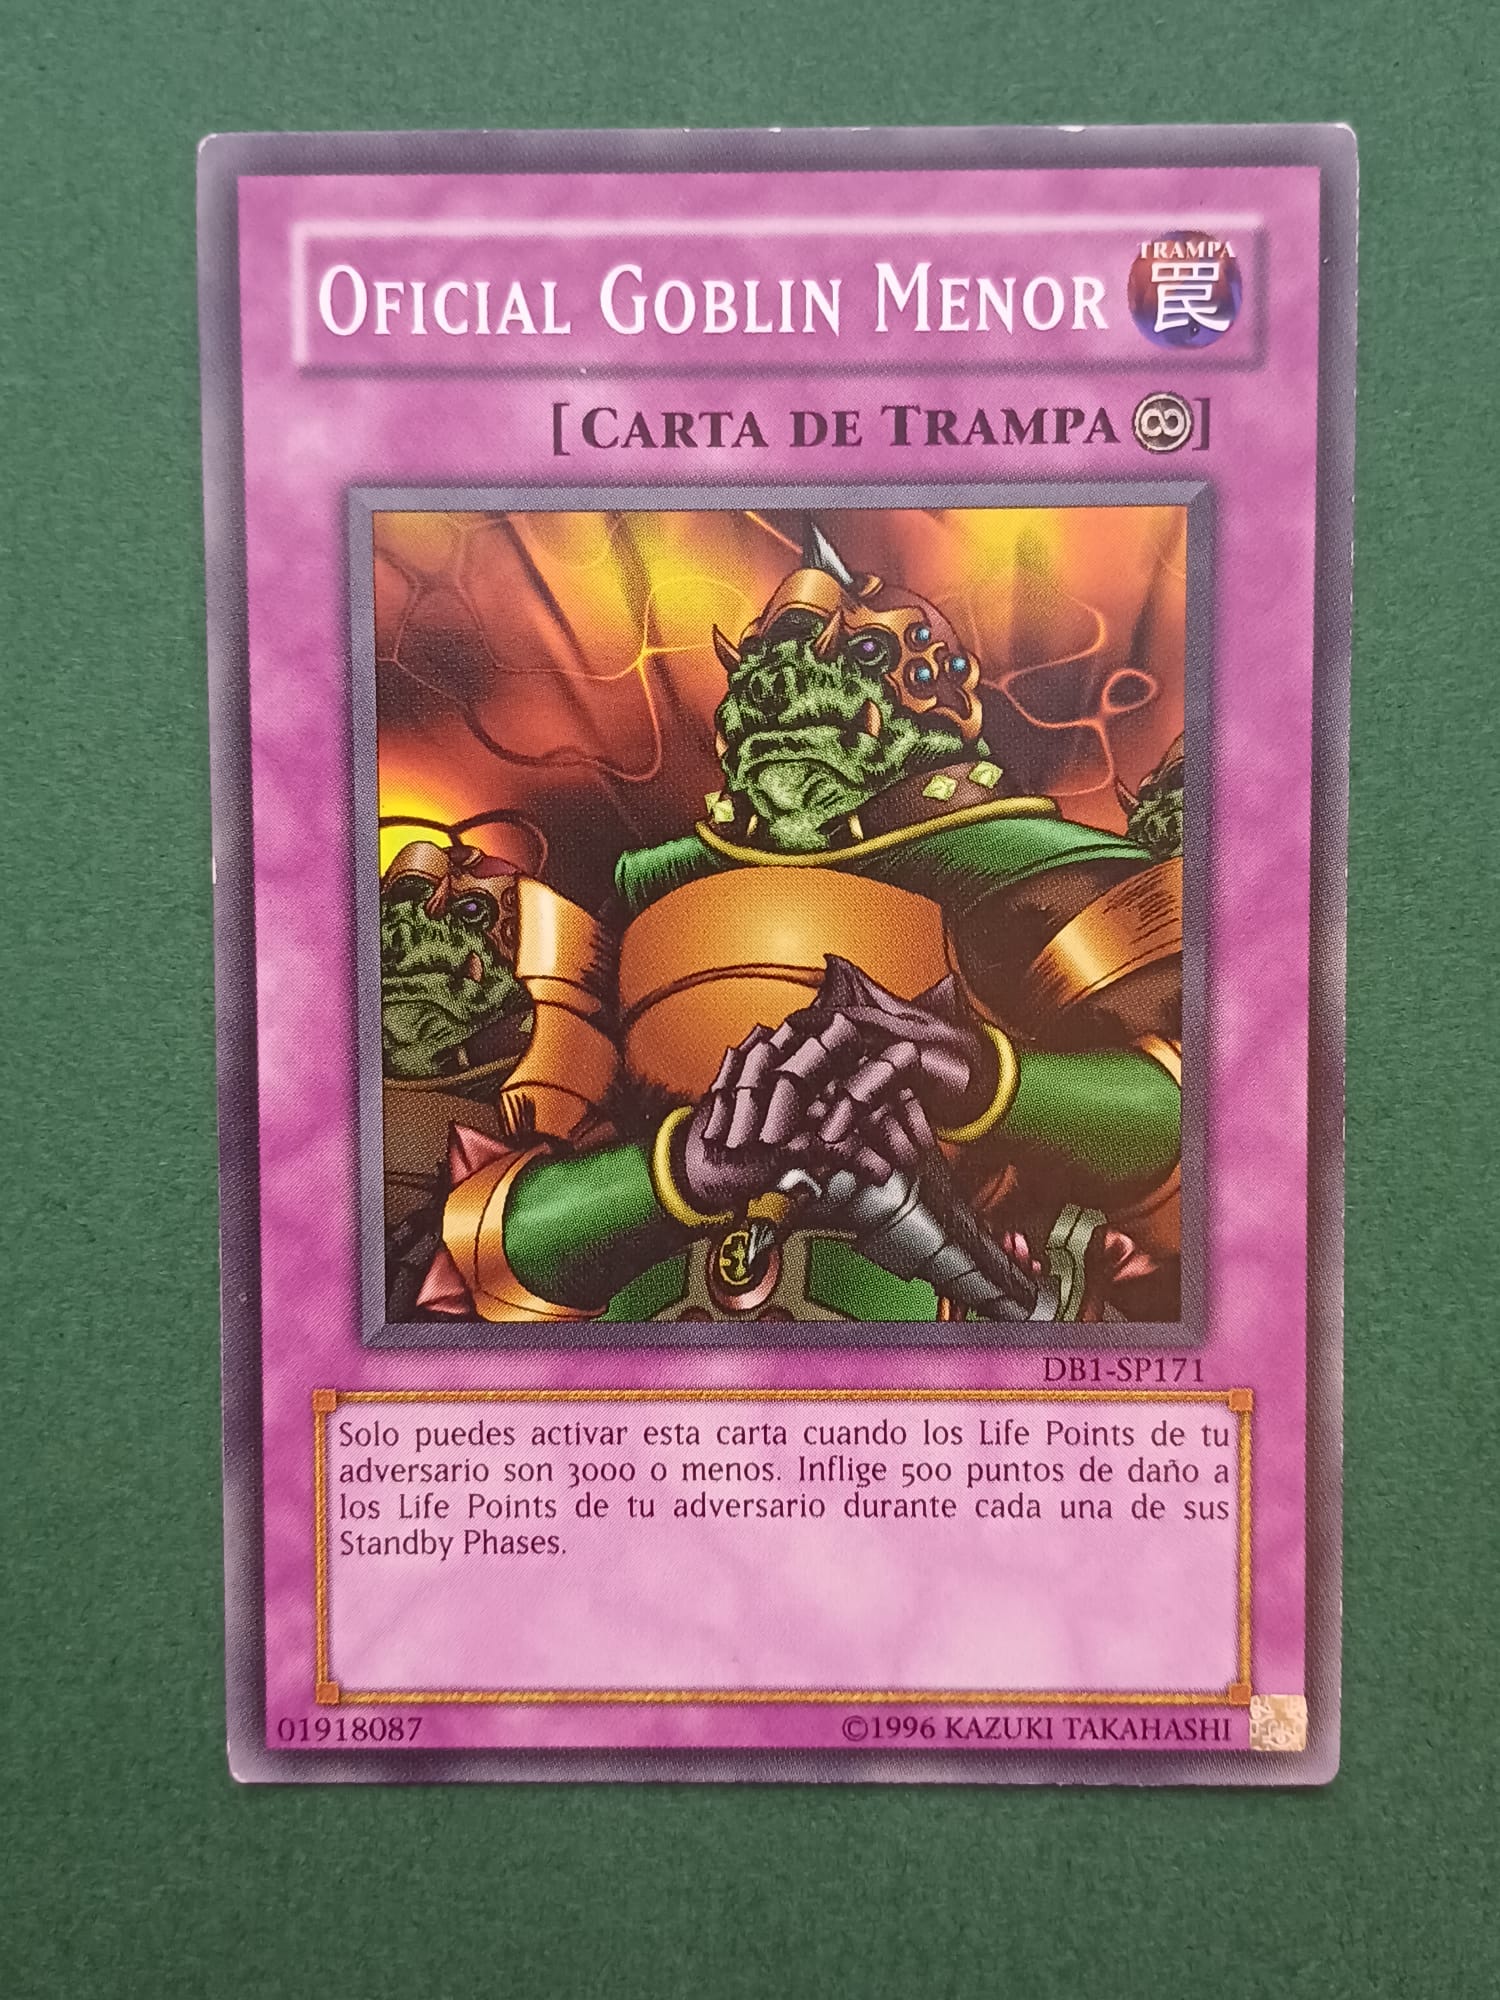 OFICIAL GOBLIN MENOR
TRAMPA
罠
[CARTA DE TRAMPA ∞]
DB1-SP171
Solo puedes activar esta carta cuando los Life Points de tu
adversario son 3000 o menos. Inflige 500 puntos de daño a
los Life Points de tu adversario durante cada una de sus
Standby Phases.
01918087
©1996 KAZUKI TAKAHASHI